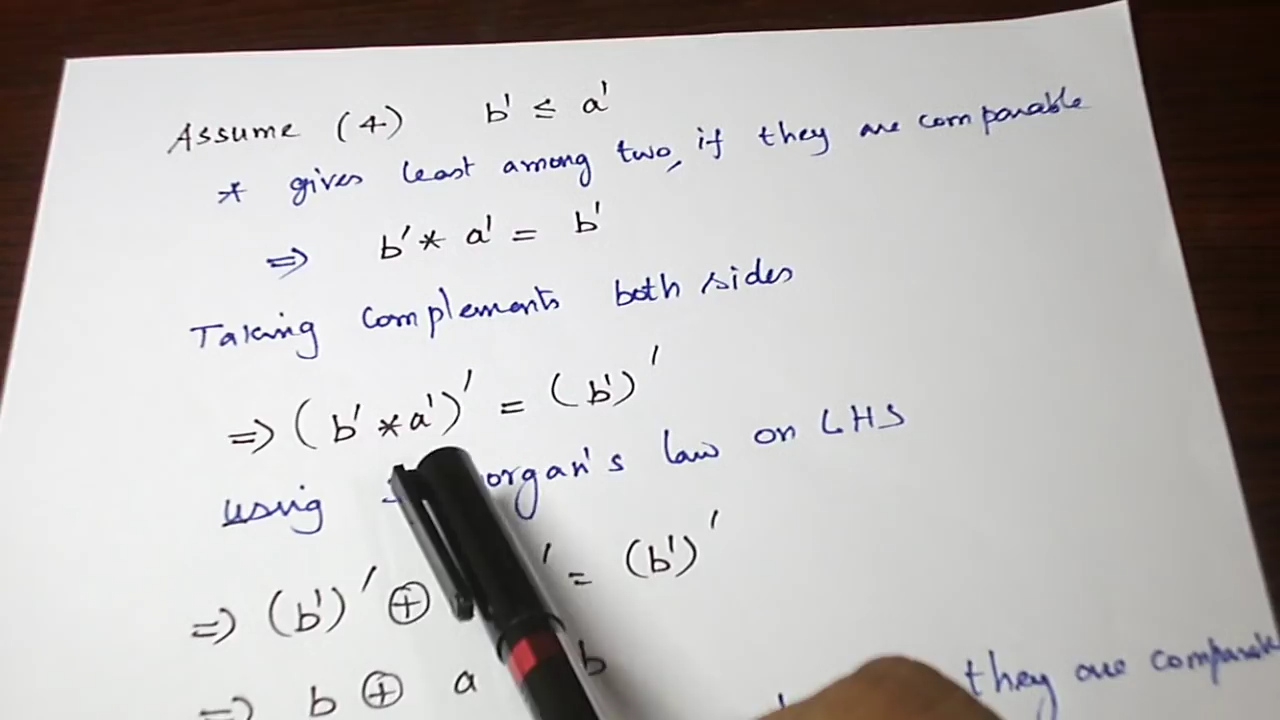 Assume (4) b' ≤ a'
* gives least among two, if they are comparable
⇒ b' * a' = b'
Taking complements both sides
⇒ (b' * a')' = (b')'
using organ's law on LHS
⇒ (b')' ⊕ ' = (b')'
⇒ b ⊕ a b
they are comparable